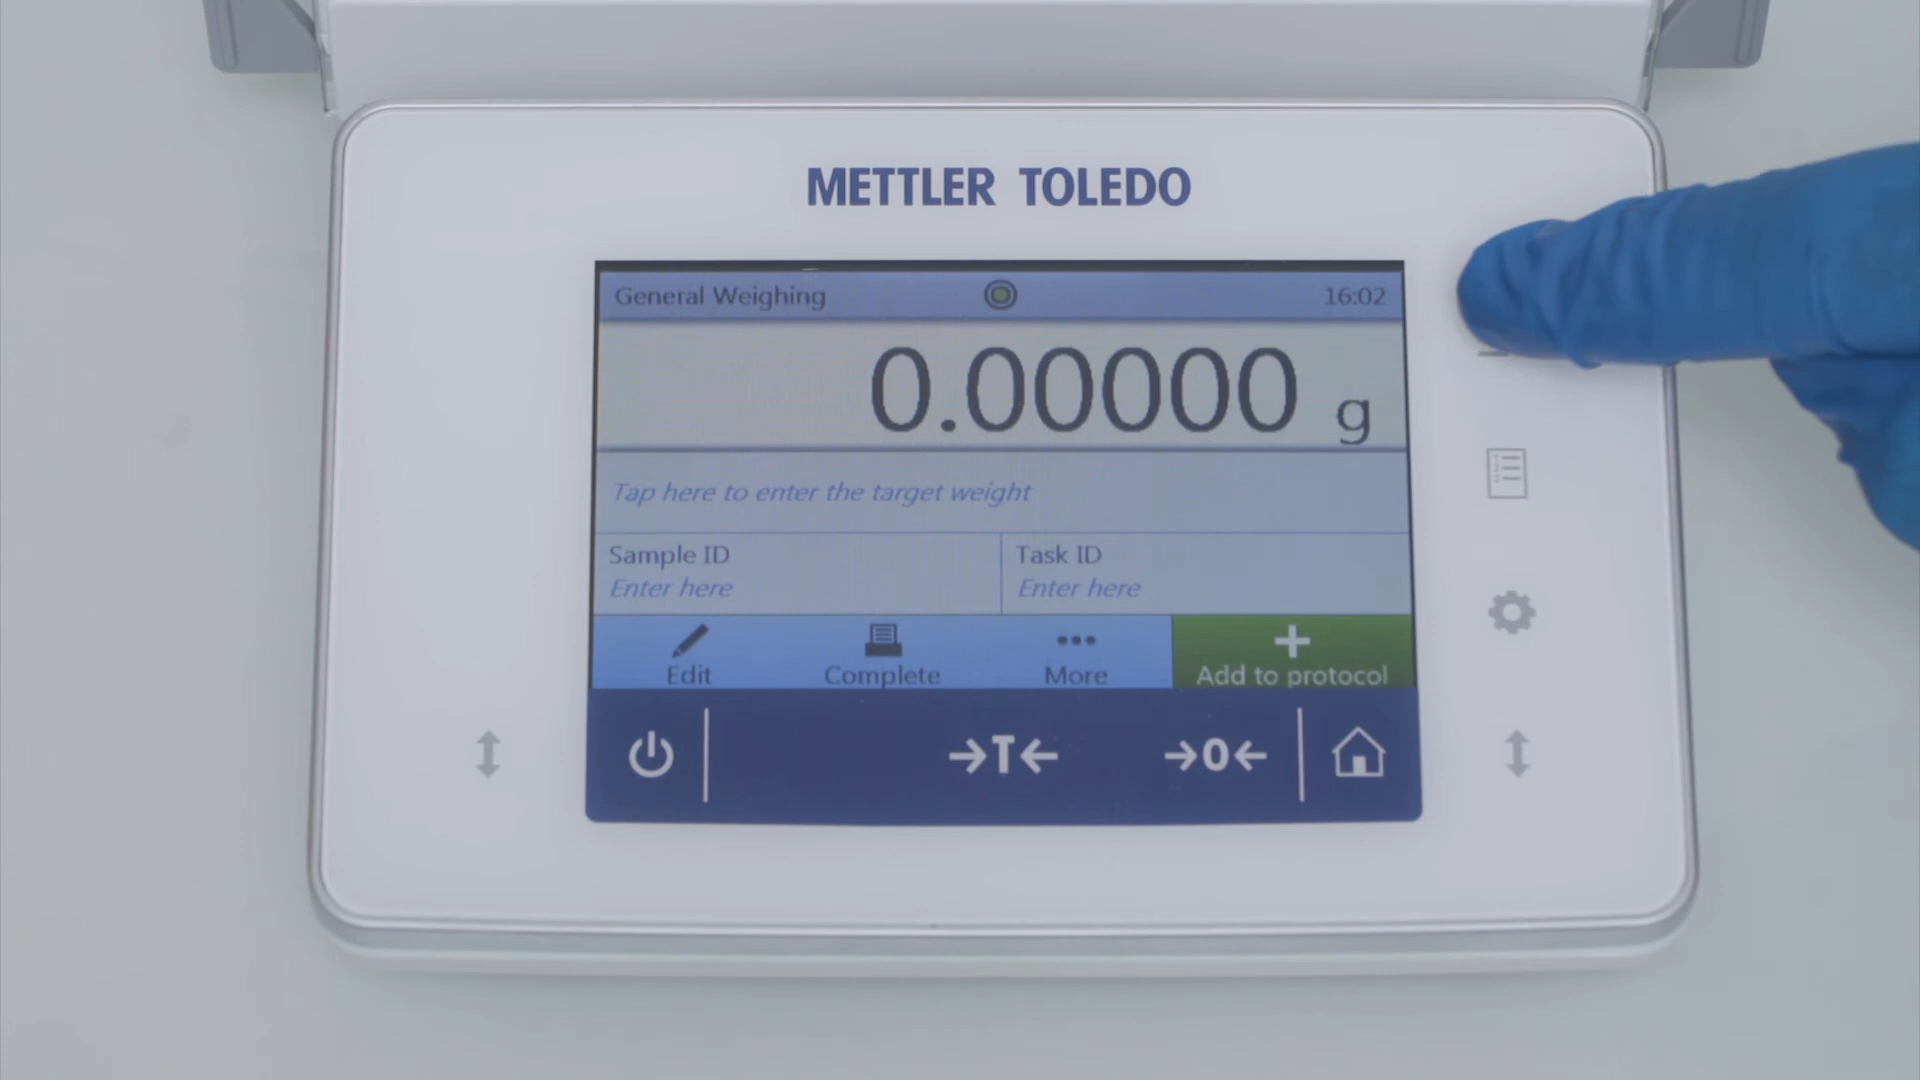 METTLER TOLEDO
General Weighing 16:02
0.00000 g
Tap here to enter the target weight
Sample ID Task ID
Enter here Enter here
Edit Complete More Add to protocol
→T← →0←